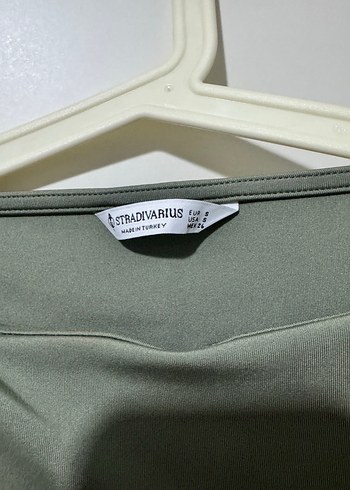 STRADIVARIUS
MADE IN TURKEY
EUR S
USA S
MEX 26